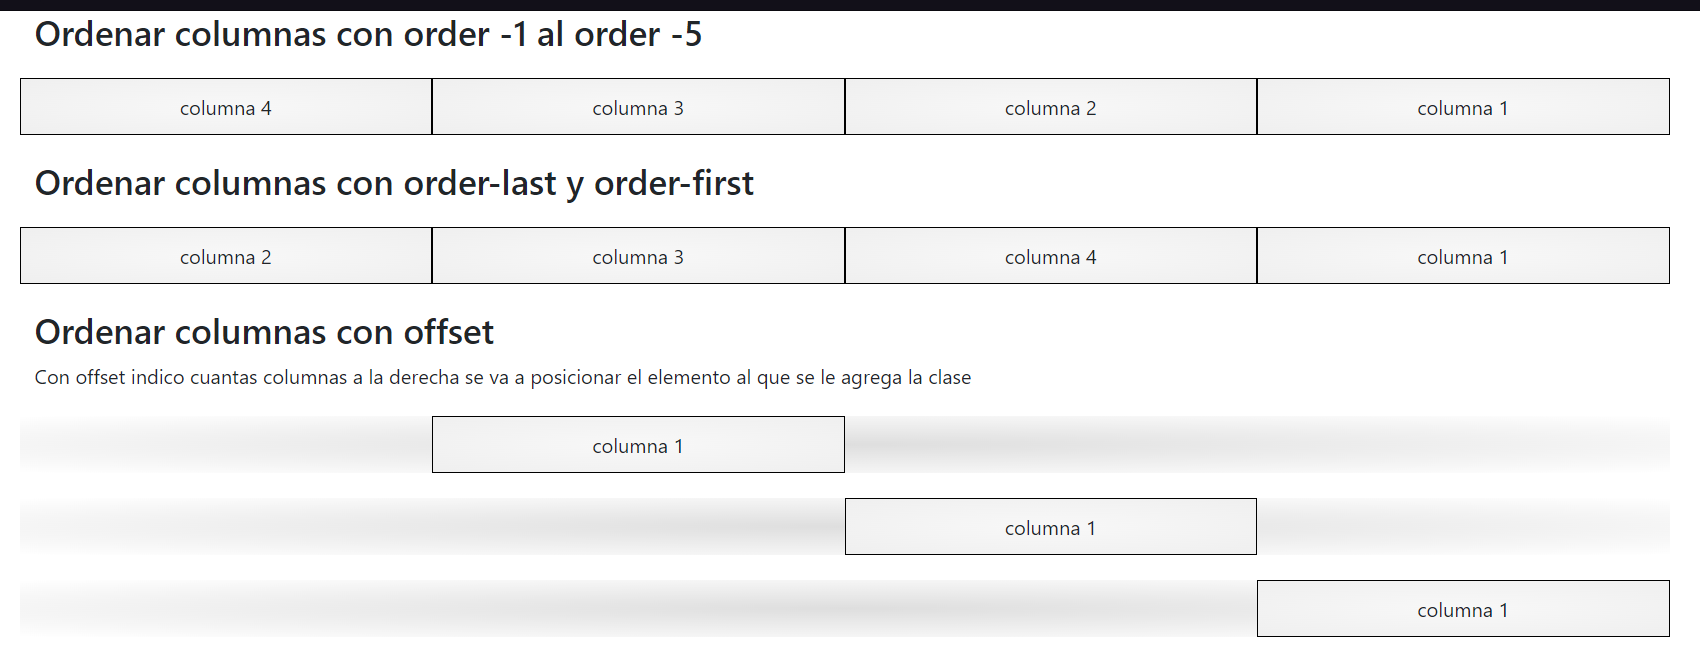 Ordenar columnas con order -1 al order -5
columna 4 columna 3 columna 2 columna 1
Ordenar columnas con order-last y order-first
columna 2 columna 3 columna 4 columna 1
Ordenar columnas con offset
Con offset indico cuantas columnas a la derecha se va a posicionar el elemento al que se le agrega la clase
columna 1
columna 1
columna 1